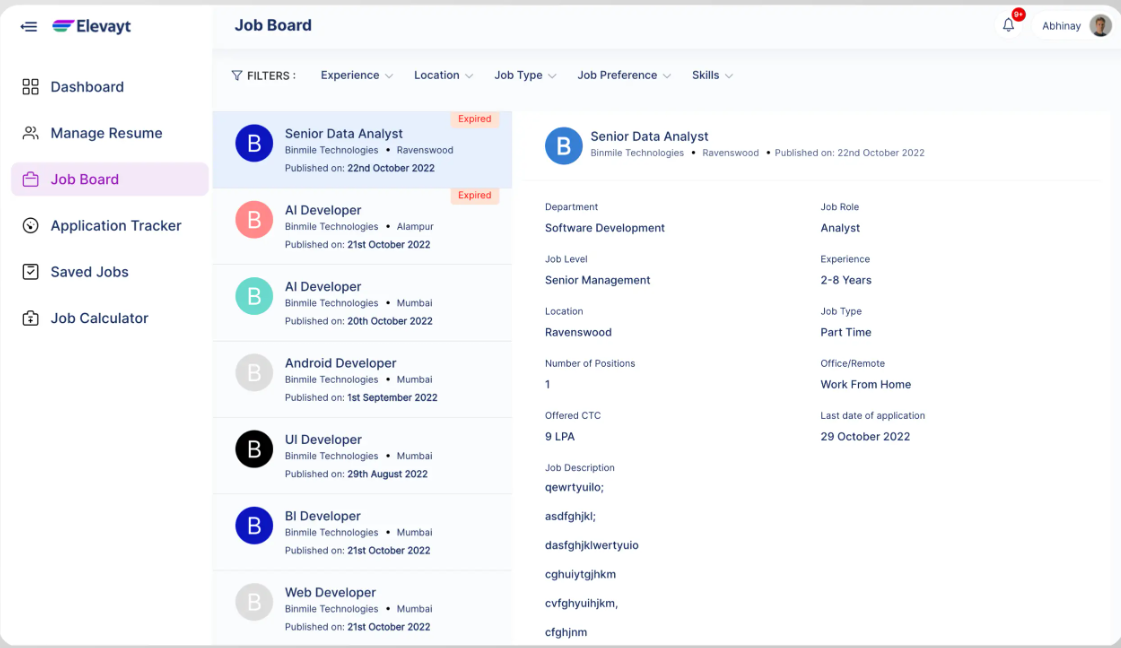 Elevayt
Job Board
9+
Abhinay
Dashboard
Manage Resume
Job Board
Application Tracker
Saved Jobs
Job Calculator
FILTERS :
Experience
Location
Job Type
Job Preference
Skills
Expired
B
Senior Data Analyst
Binmile Technologies • Ravenswood
Published on: 22nd October 2022
Expired
B
AI Developer
Binmile Technologies • Alampur
Published on: 21st October 2022
B
AI Developer
Binmile Technologies • Mumbai
Published on: 20th October 2022
B
Android Developer
Binmile Technologies • Mumbai
Published on: 1st September 2022
B
UI Developer
Binmile Technologies • Mumbai
Published on: 29th August 2022
B
BI Developer
Binmile Technologies • Mumbai
Published on: 21st October 2022
B
Web Developer
Binmile Technologies • Mumbai
Published on: 21st October 2022
B
Senior Data Analyst
Binmile Technologies • Ravenswood • Published on: 22nd October 2022
Department
Software Development
Job Role
Analyst
Job Level
Senior Management
Experience
2-8 Years
Location
Ravenswood
Job Type
Part Time
Number of Positions
1
Office/Remote
Work From Home
Offered CTC
9 LPA
Last date of application
29 October 2022
Job Description
qewrtyuilo;
asdfghjkl;
dasfghjklwertyuio
cghuiytgjhkm
cvfghyuihjkm,
cfghjnm